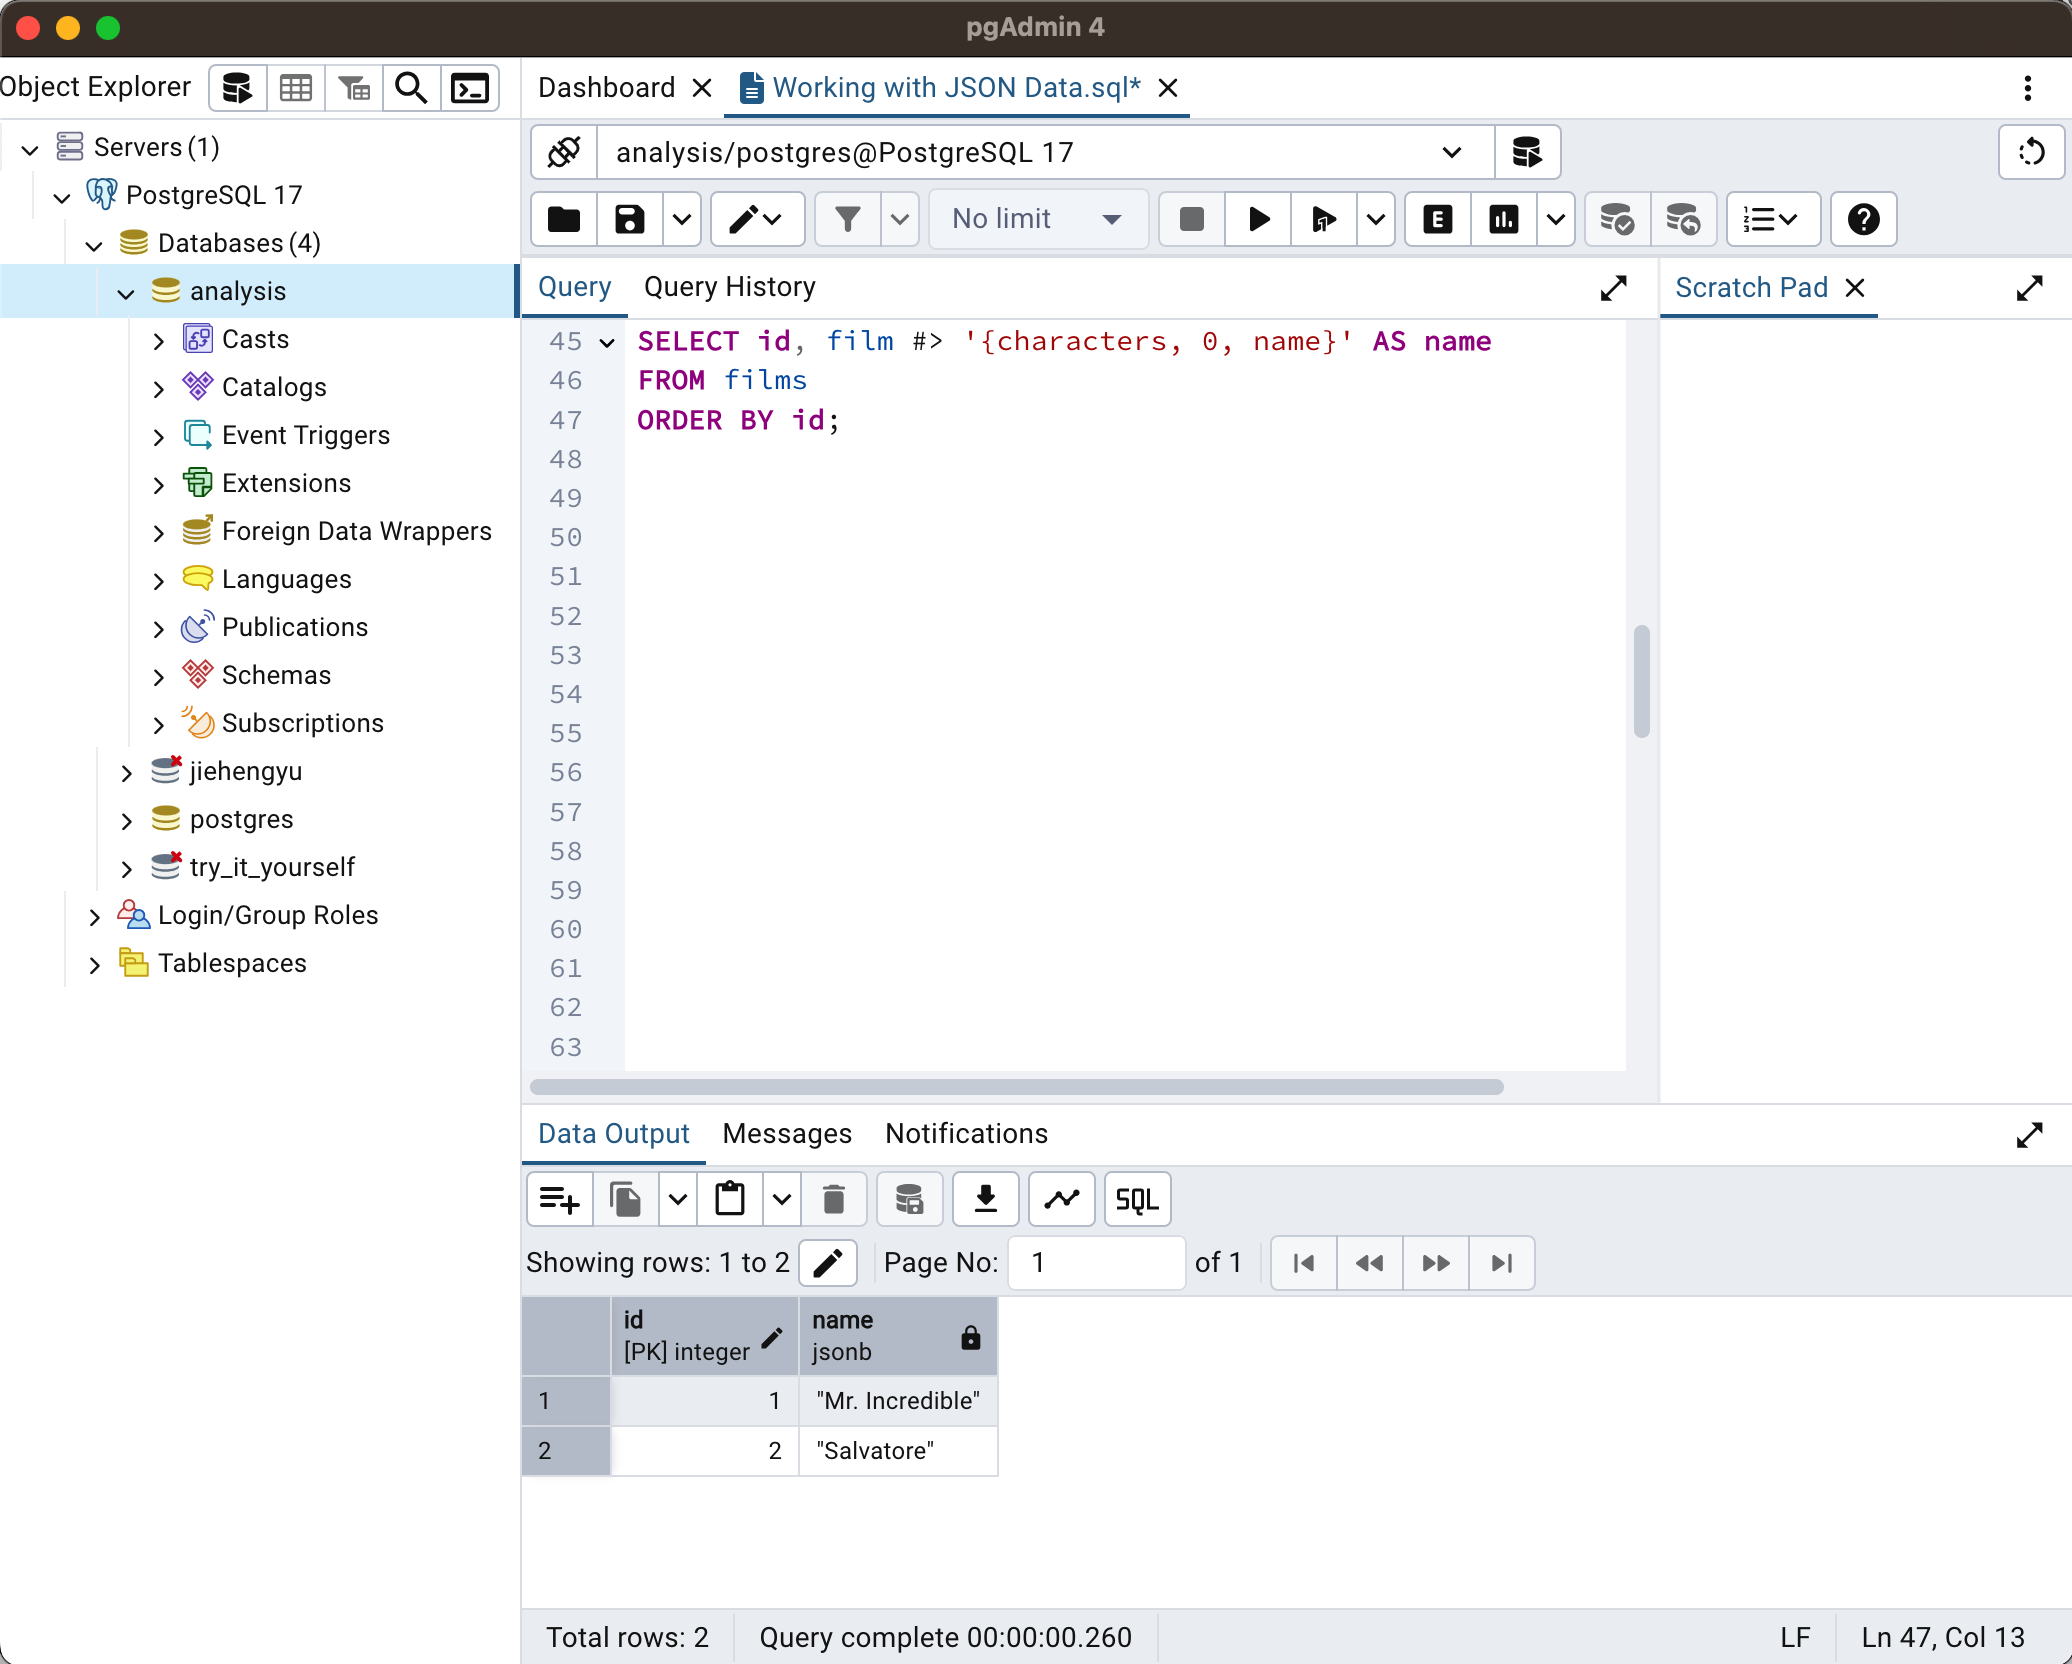 pgAdmin 4
Object Explorer
Dashboard
Working with JSON Data.sql*
Servers (1)
PostgreSQL 17
Databases (4)
analysis
Casts
Catalogs
Event Triggers
Extensions
Foreign Data Wrappers
Languages
Publications
Schemas
Subscriptions
jiehengyu
postgres
try_it_yourself
Login/Group Roles
Tablespaces
analysis/postgres@PostgreSQL 17
No limit
E
Query
Query History
Scratch Pad
45 SELECT id, film #> '{characters, 0, name}' AS name
46 FROM films
47 ORDER BY id;
48
49
50
51
52
53
54
55
56
57
58
59
60
61
62
63
Data Output
Messages
Notifications
SQL
Showing rows: 1 to 2
Page No: 1 of 1
id
[PK] integer
name
jsonb
1 1 "Mr. Incredible"
2 2 "Salvatore"
Total rows: 2
Query complete 00:00:00.260
LF
Ln 47, Col 13